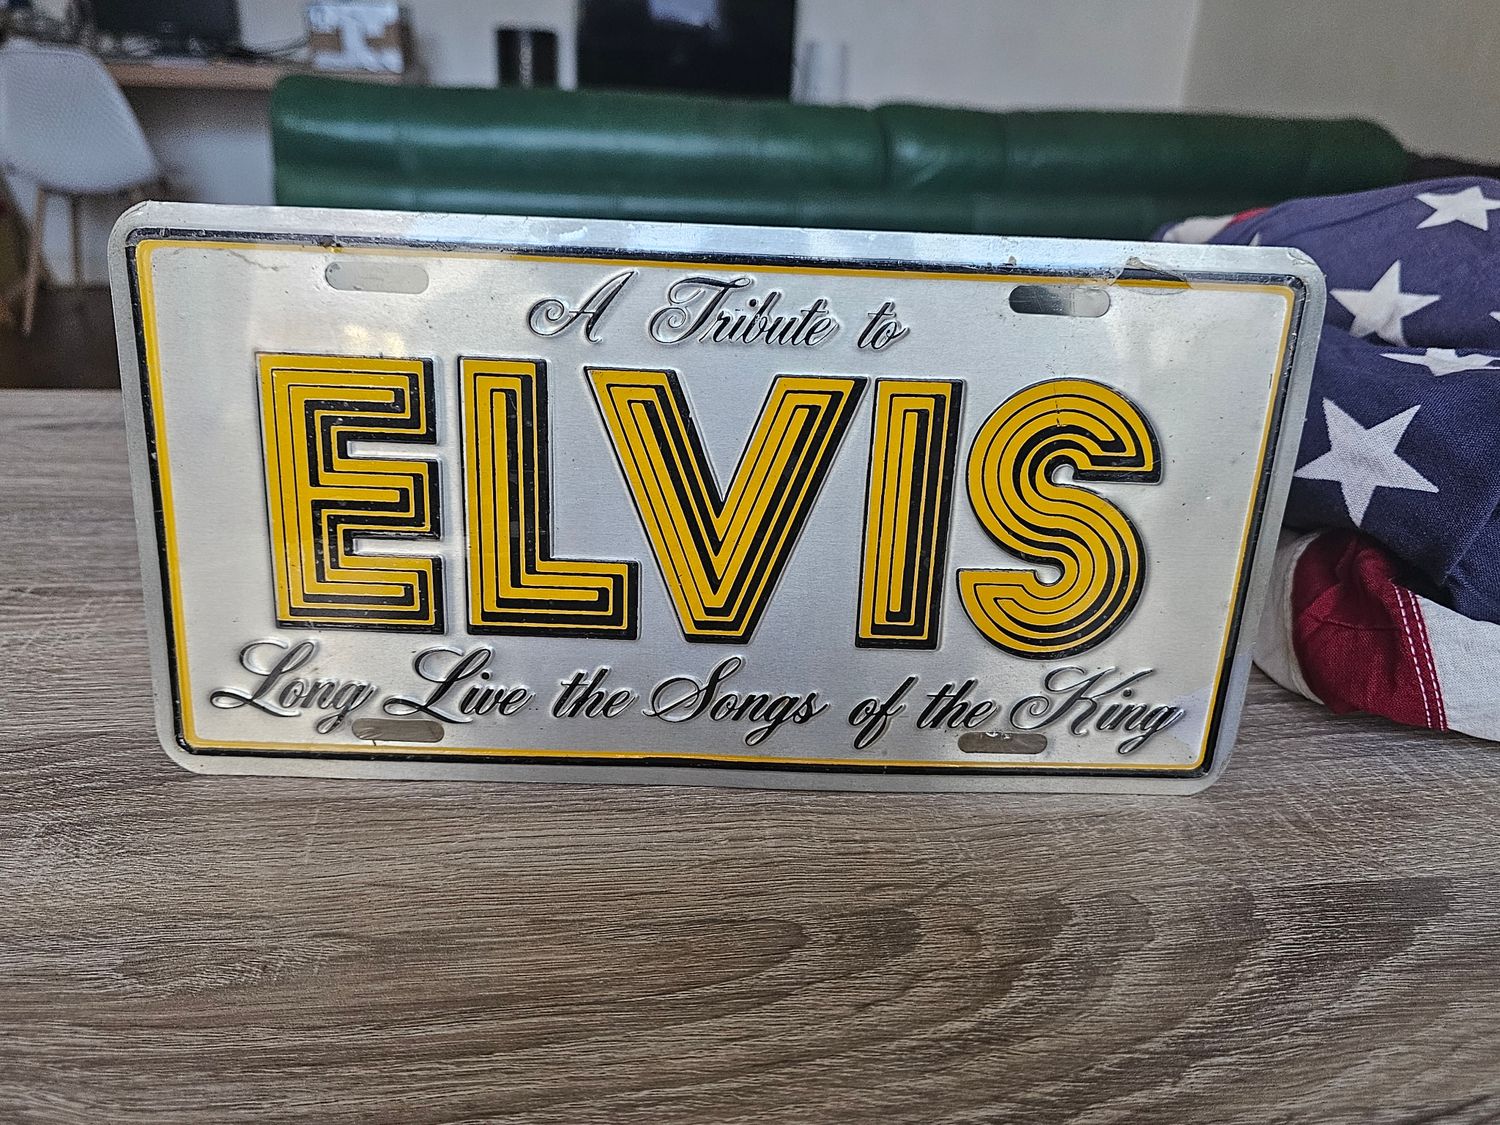 A Tribute to
ELVIS
Long Live the Songs of the King